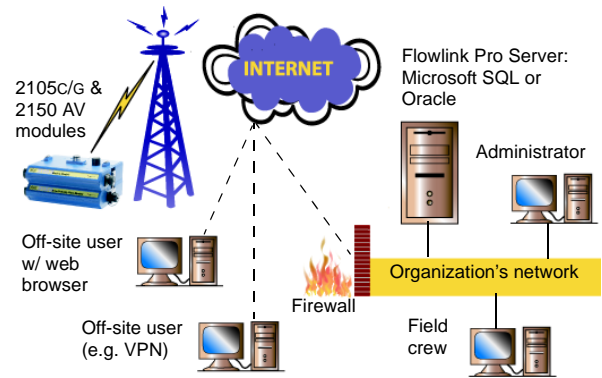 2105C/G &
2150 AV
modules
INTERNET
Flowlink Pro Server:
Microsoft SQL or
Oracle
Administrator
Off-site user
w/ web
browser
Firewall
Organization's network
Off-site user
(e.g. VPN)
Field
crew